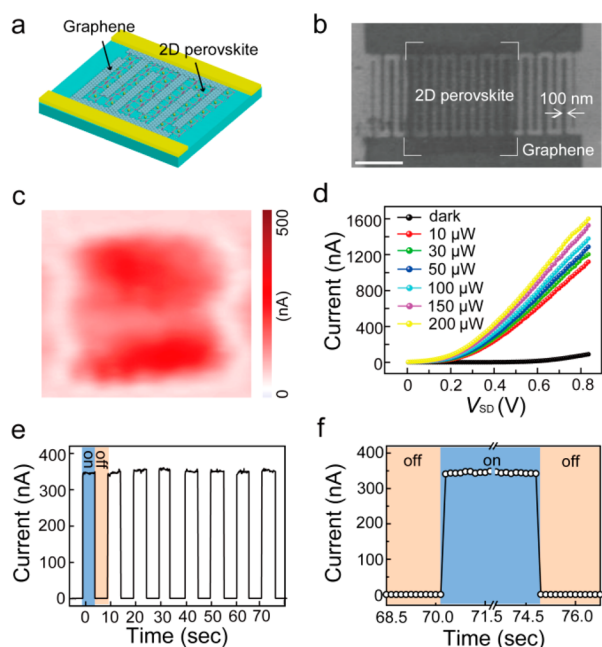 a
Graphene
2D perovskite
b
2D perovskite
100 nm
Graphene
c
500
(nA)
0
d
Current (nA)
1600
1200
800
400
0
dark
10 µW
30 µW
50 µW
100 µW
150 µW
200 µW
0 0.2 0.4 0.6 0.8
VSD (V)
e
Current (nA)
400
300
200
100
0
on
off
0 10 20 30 40 50 60 70
Time (sec)
f
Current (nA)
400
300
200
100
0
off on off
68.5 70.0 71.5 74.5 76.0
Time (sec)